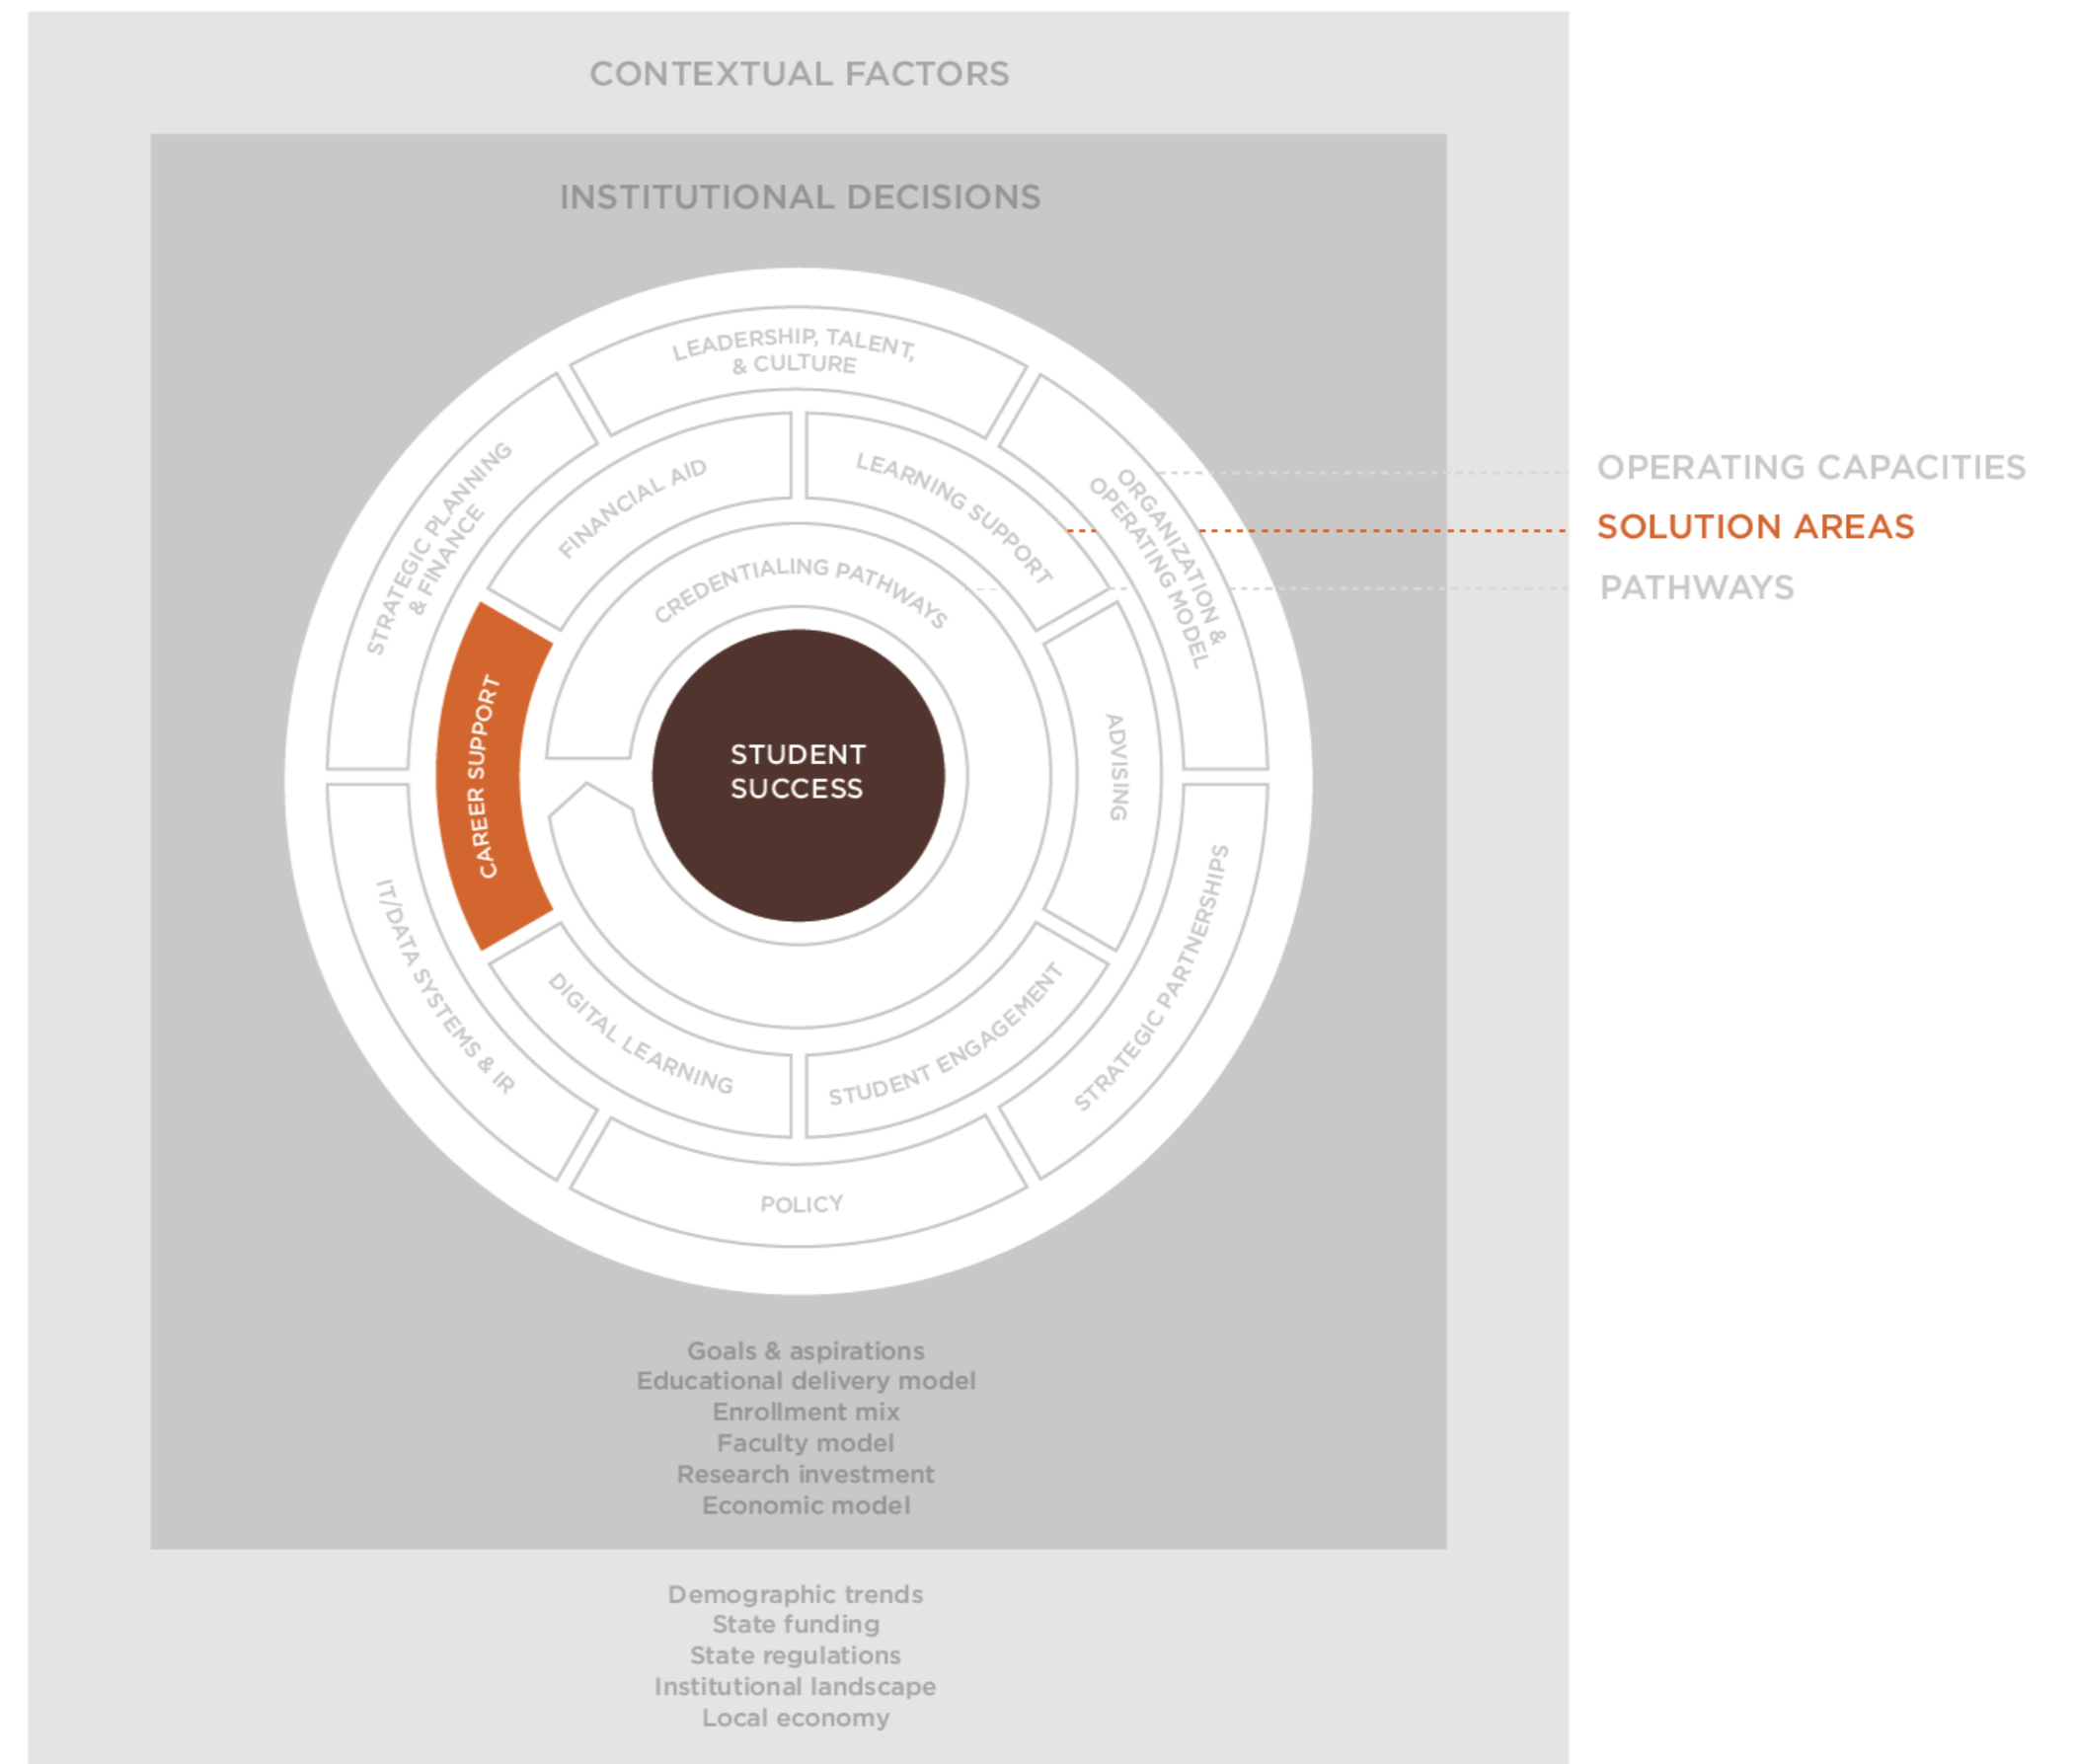 CONTEXTUAL FACTORS
INSTITUTIONAL DECISIONS
LEADERSHIP, TALENT,
& CULTURE
ORGANIZATION &
OPERATING MODEL
STRATEGIC PARTNERSHIPS
POLICY
IT/DATA SYSTEMS & IR
STRATEGIC PLANNING
& FINANCE
FINANCIAL AID
LEARNING SUPPORT
ADVISING
STUDENT ENGAGEMENT
DIGITAL LEARNING
CAREER SUPPORT
CREDENTIALING PATHWAYS
STUDENT
SUCCESS
OPERATING CAPACITIES
SOLUTION AREAS
PATHWAYS
Goals & aspirations
Educational delivery model
Enrollment mix
Faculty model
Research investment
Economic model
Demographic trends
State funding
State regulations
Institutional landscape
Local economy